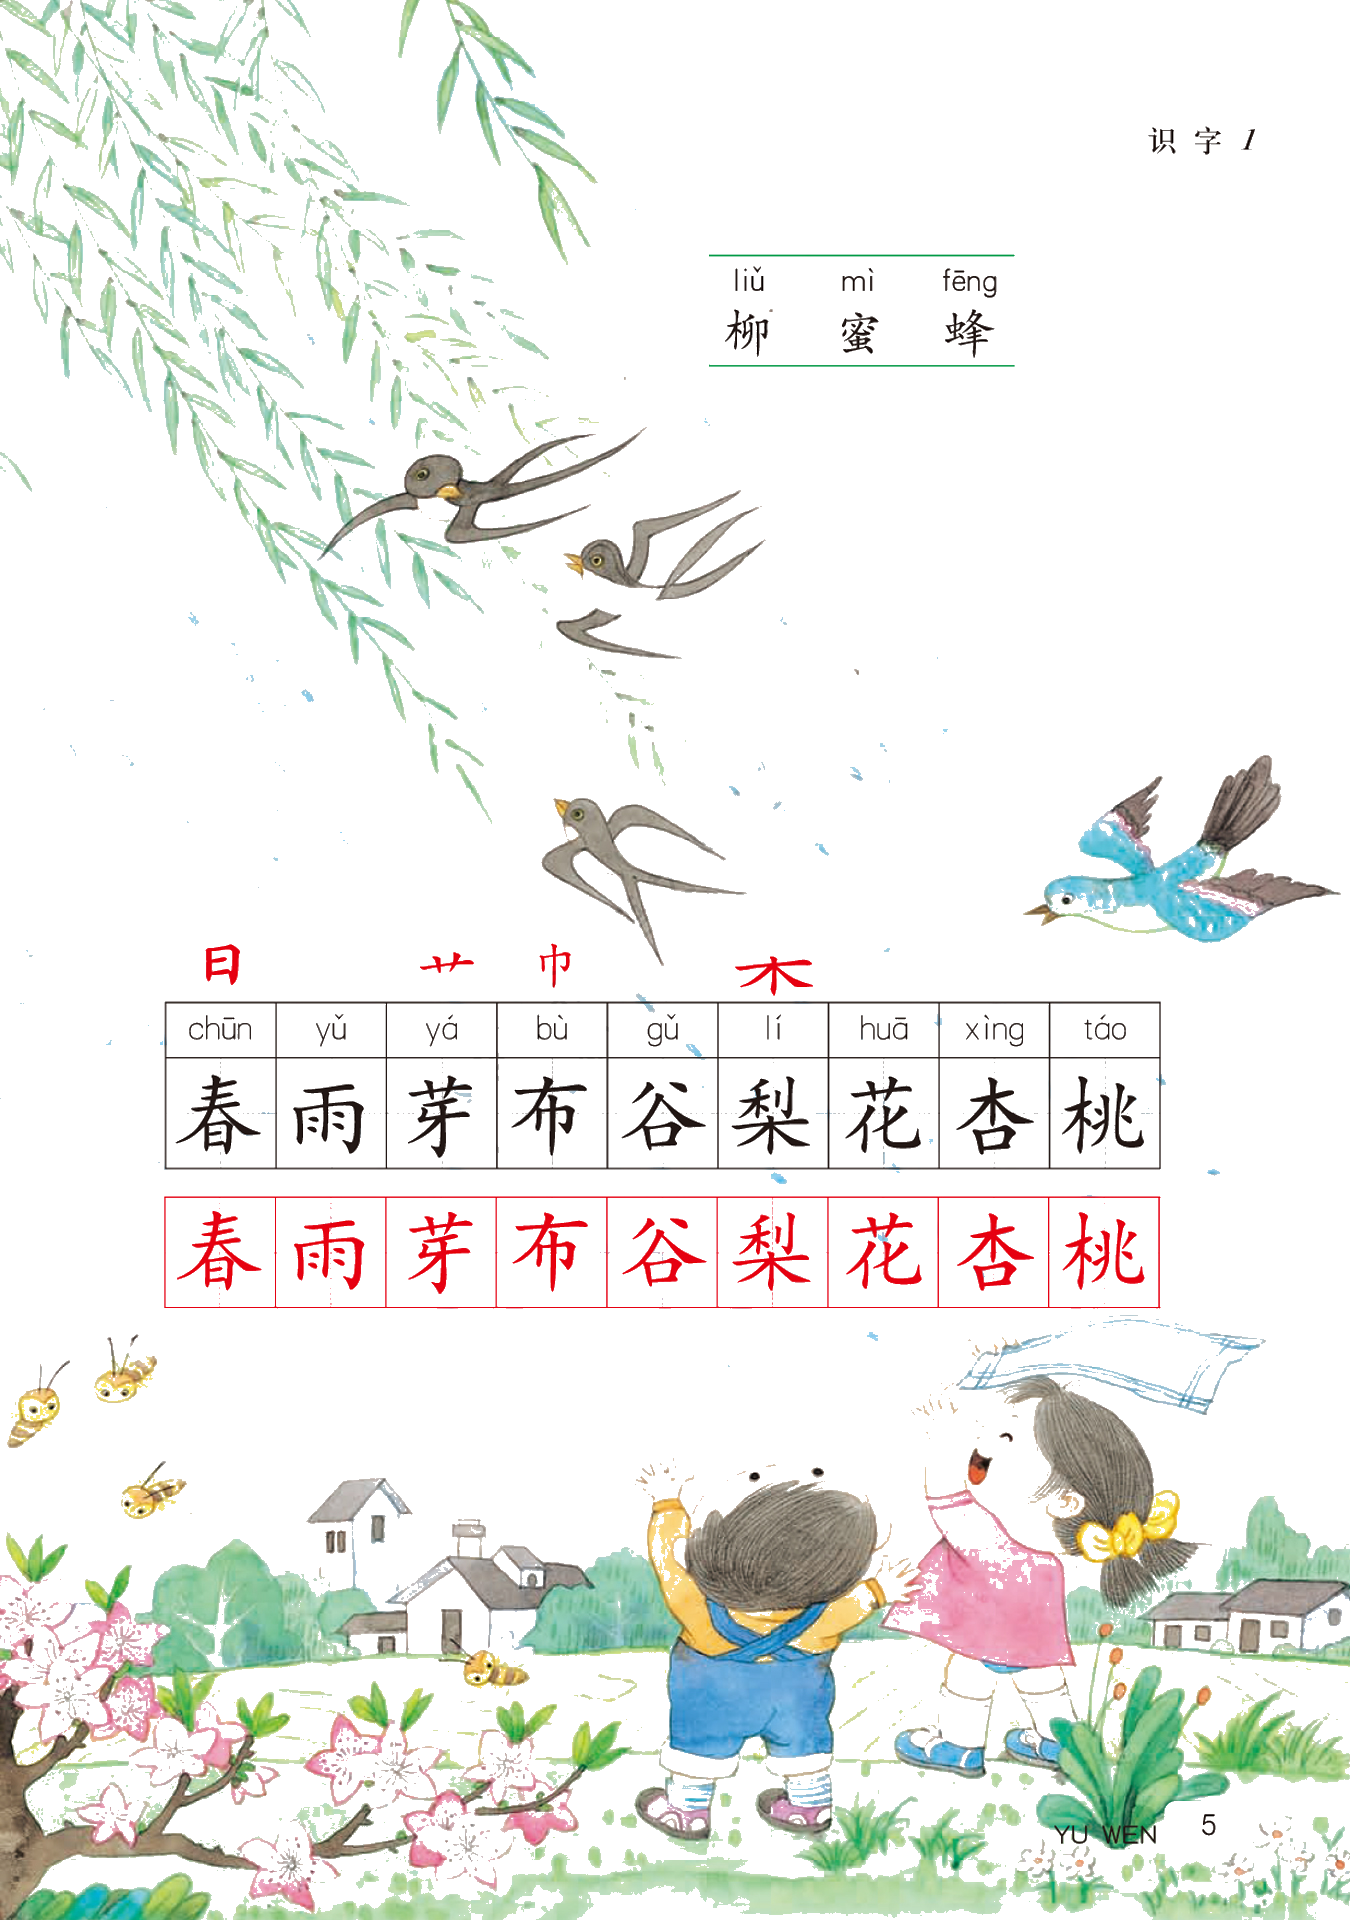 识字 1
liǔ mì fēng
柳 蜜 蜂
日 艹 巾 木
chūn yǔ yá bù gǔ lí huā xìng táo
春 雨 芽 布 谷 梨 花 杏 桃
春 雨 芽 布 谷 梨 花 杏 桃
YU WEN 5